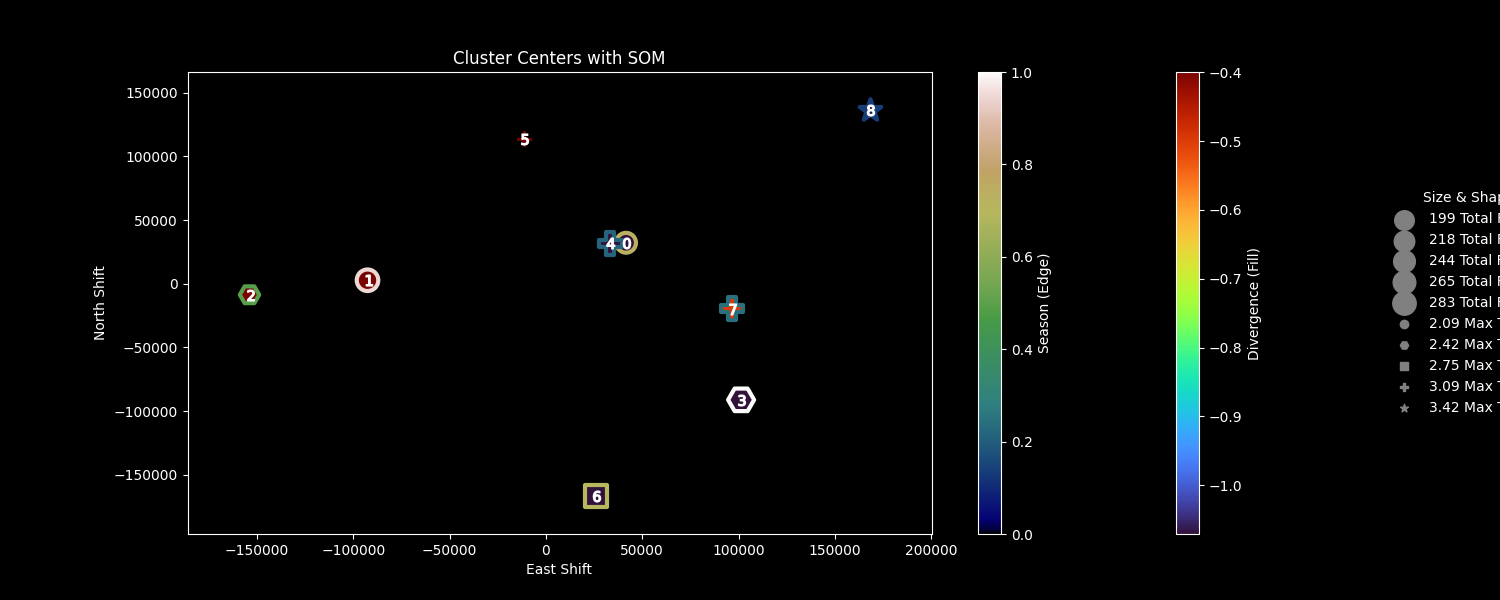 Cluster Centers with SOM
North Shift
150000
100000
50000
0
−50000
−100000
−150000
8
5
4
0
1
2
7
3
6
−150000
−100000
−50000
0
50000
100000
150000
200000
East Shift
1.0
0.8
0.6
0.4
0.2
0.0
Season (Edge)
−0.4
−0.5
−0.6
−0.7
−0.8
−0.9
−1.0
Divergence (Fill)
Size & Shap
199 Total F
218 Total F
244 Total F
265 Total F
283 Total F
2.09 Max T
2.42 Max T
2.75 Max T
3.09 Max T
3.42 Max T